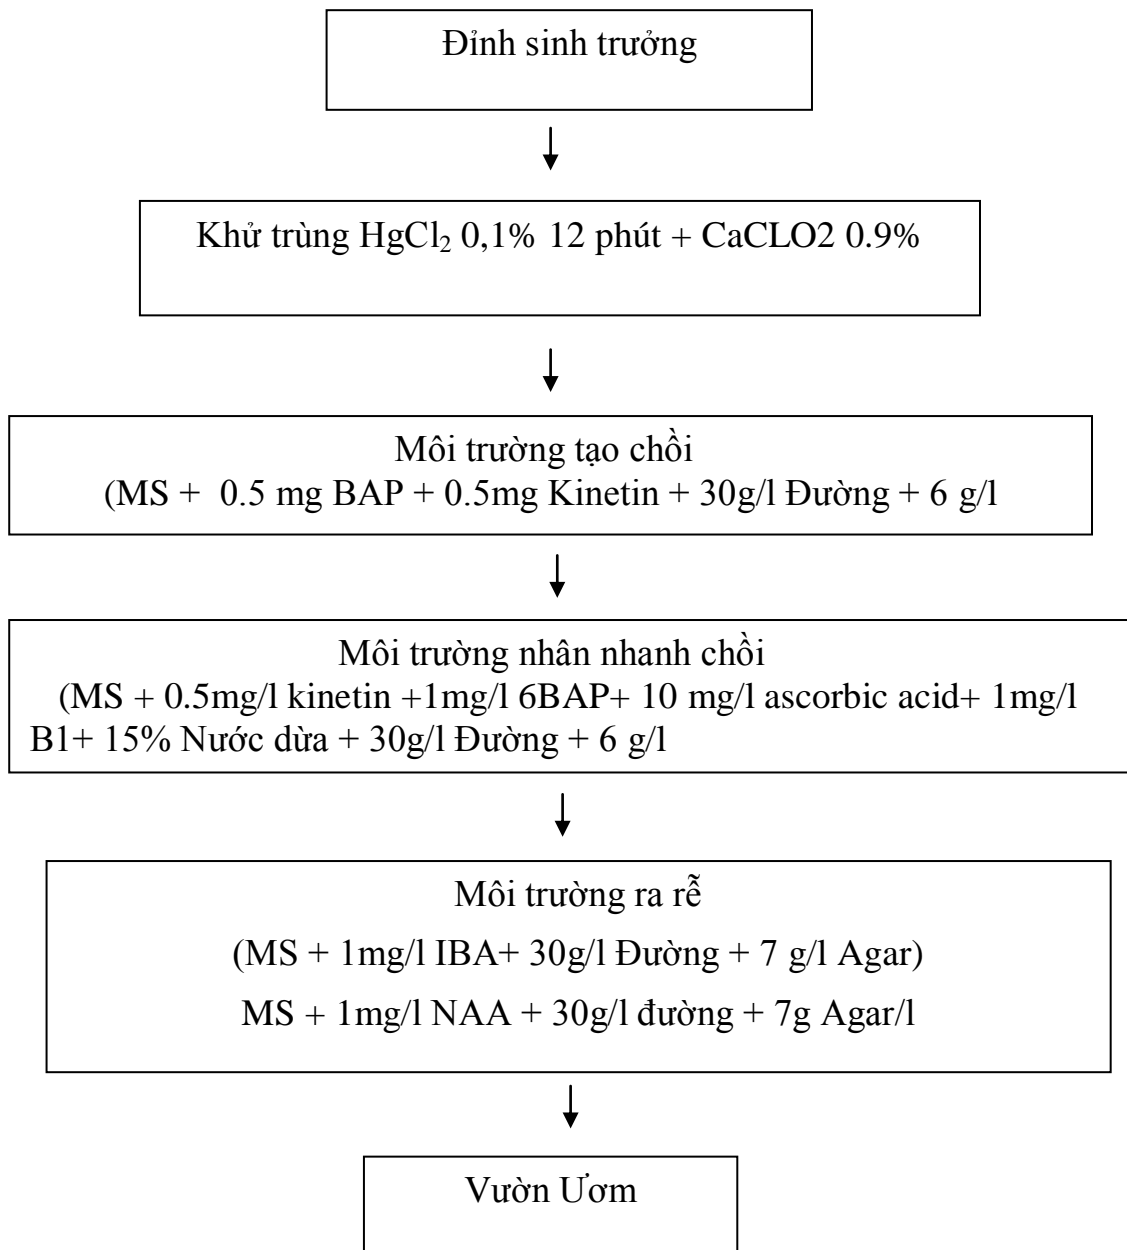 Đỉnh sinh trưởng
Khử trùng HgCl₂ 0,1% 12 phút + CaCLO2 0.9%
Môi trường tạo chồi
(MS + 0.5 mg BAP + 0.5mg Kinetin + 30g/l Đường + 6 g/l
Môi trường nhân nhanh chồi
(MS + 0.5mg/l kinetin +1mg/l 6BAP+ 10 mg/l ascorbic acid+ 1mg/l
B1+ 15% Nước dừa + 30g/l Đường + 6 g/l
Môi trường ra rễ
(MS + 1mg/l IBA+ 30g/l Đường + 7 g/l Agar)
MS + 1mg/l NAA + 30g/l đường + 7g Agar/l
Vườn Ươm